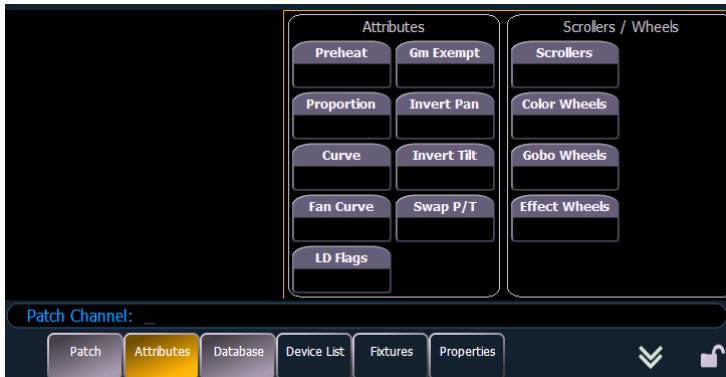 Attributes
Scrollers / Wheels
Preheat
Gm Exempt
Scrollers
Proportion
Invert Pan
Color Wheels
Curve
Invert Tilt
Gobo Wheels
Fan Curve
Swap P/T
Effect Wheels
LD Flags
Patch Channel: _
Patch
Attributes
Database
Device List
Fixtures
Properties